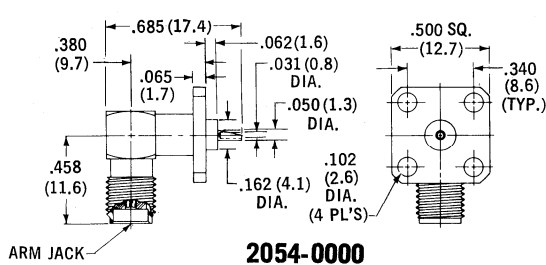 .685 (17.4)
.380
(9.7)
.062 (1.6)
.031 (0.8)
DIA.
.065
(1.7)
.050 (1.3)
DIA.
.458
(11.6)
.162 (4.1)
DIA.
ARM JACK
.500 SQ.
(12.7)
.340
(8.6)
(TYP.)
.102
(2.6)
DIA.
(4 PL'S)
2054-0000